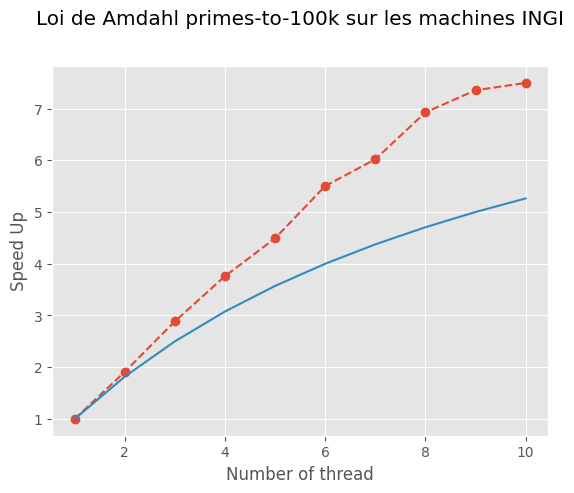 Loi de Amdahl primes-to-100k sur les machines INGI
7
6
5
4
3
2
1
Speed Up
2 4 6 8 10
Number of thread